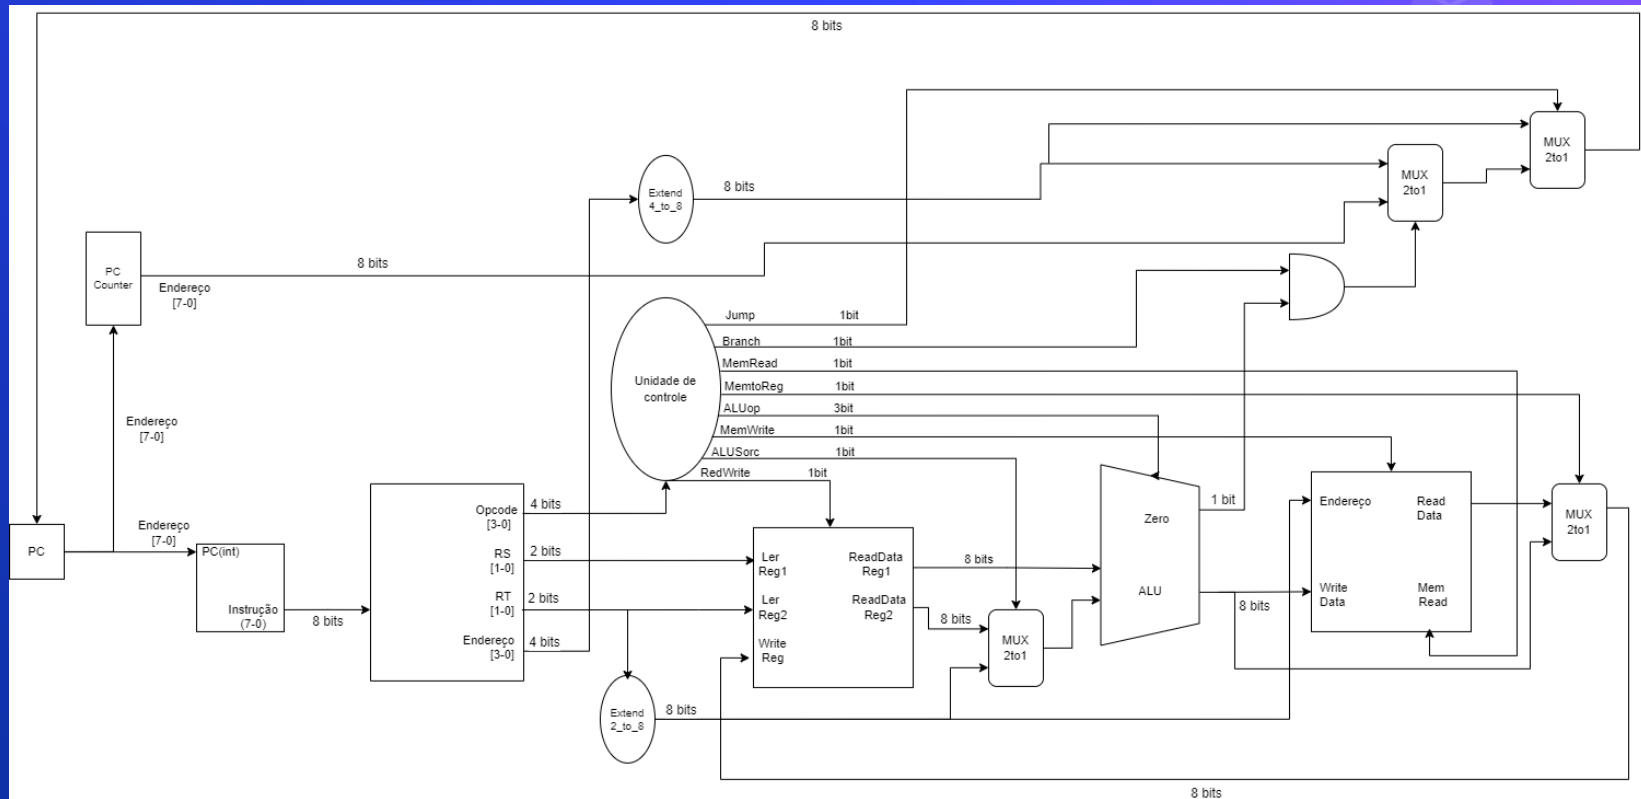 8 bits
MUX
2to1
MUX
2to1
Extend
4_to_8
8 bits
PC
Counter
8 bits
Endereço
[7-0]
Jump 1bit
Branch 1bit
MemRead 1bit
MemtoReg 1bit
ALUop 3bit
MemWrite 1bit
ALUSorc 1bit
RedWrite 1bit
Unidade de
controle
Endereço
[7-0]
PC
Endereço
[7-0]
PC(int)
Instrução
(7-0)
8 bits
Opcode
[3-0]
4 bits
RS
[1-0]
2 bits
RT
[1-0]
2 bits
Endereço
[3-0]
4 bits
Ler
Reg1
Ler
Reg2
Write
Reg
ReadData
Reg1
ReadData
Reg2
8 bits
8 bits
MUX
2to1
Extend
2_to_8
8 bits
Zero
ALU
1 bit
8 bits
Endereço
Read
Data
Write
Data
Mem
Read
MUX
2to1
8 bits